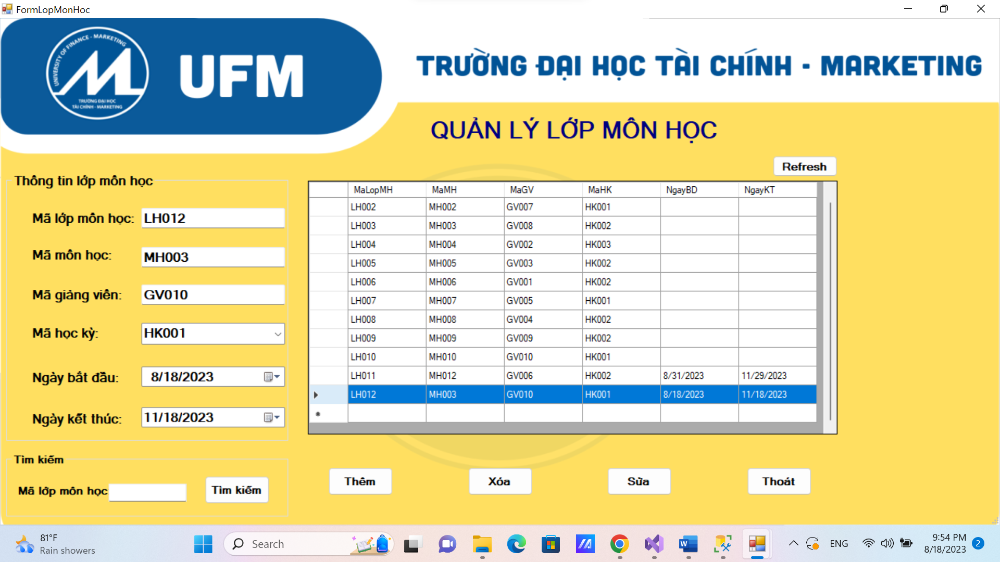 FormLopMonHoc
UNIVERSITY OF FINANCE - MARKETING
TRƯỜNG ĐẠI HỌC
TÀI CHÍNH - MARKETING
UFM
TRƯỜNG ĐẠI HỌC TÀI CHÍNH - MARKETING
QUẢN LÝ LỚP MÔN HỌC
Refresh
Thông tin lớp môn học
Mã lớp môn học: LH012
Mã môn học: MH003
Mã giảng viên: GV010
Mã học kỳ: HK001
Ngày bắt đầu: 8/18/2023
Ngày kết thúc: 11/18/2023
MaLopMH MaMH MaGV MaHK NgayBD NgayKT
LH002 MH002 GV007 HK001
LH003 MH003 GV008 HK002
LH004 MH004 GV002 HK003
LH005 MH005 GV003 HK002
LH006 MH006 GV001 HK002
LH007 MH007 GV005 HK001
LH008 MH008 GV004 HK002
LH009 MH009 GV009 HK002
LH010 MH010 GV010 HK001
LH011 MH012 GV006 HK002 8/31/2023 11/29/2023
LH012 MH003 GV010 HK001 8/18/2023 11/18/2023
Tìm kiếm
Mã lớp môn học
Tìm kiếm
Thêm Xóa Sửa Thoát
81°F
Rain showers
Search
ENG
9:54 PM
8/18/2023
2